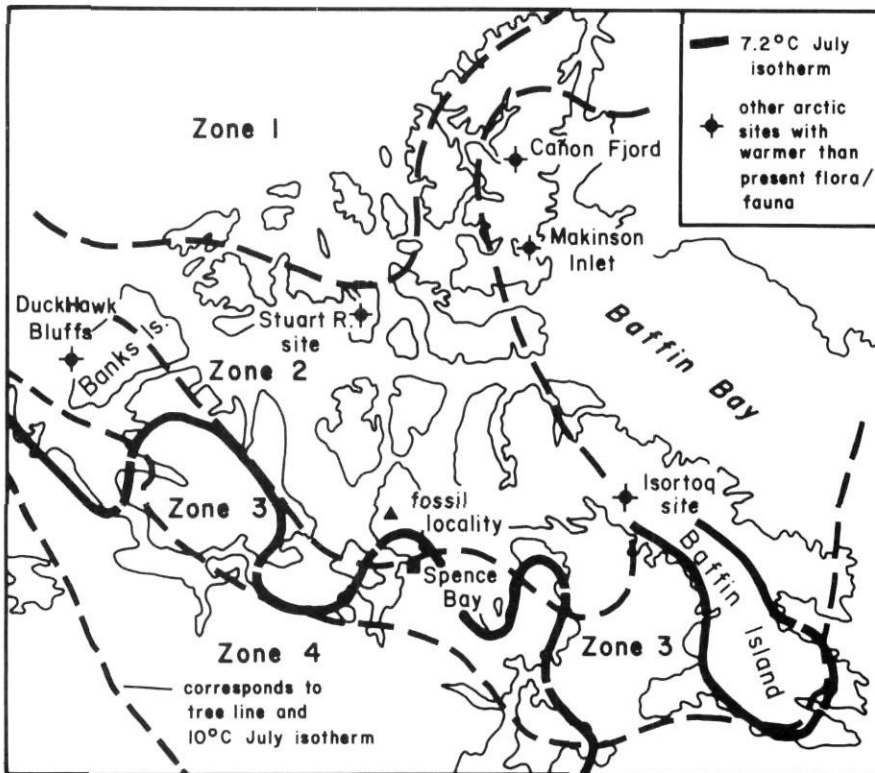 7.2°C July
isotherm
other arctic
sites with
warmer than
present flora/
fauna
Zone 1
Cañon Fjord
Makinson
Inlet
DuckHawk
Bluffs
Banks Is.
Stuart R.
site
Zone 2
Baffin Bay
Zone 3
fossil
locality
Isortoq
site
Spence
Bay
Baffin Island
Zone 3
Zone 4
corresponds to
tree line and
10°C July isotherm